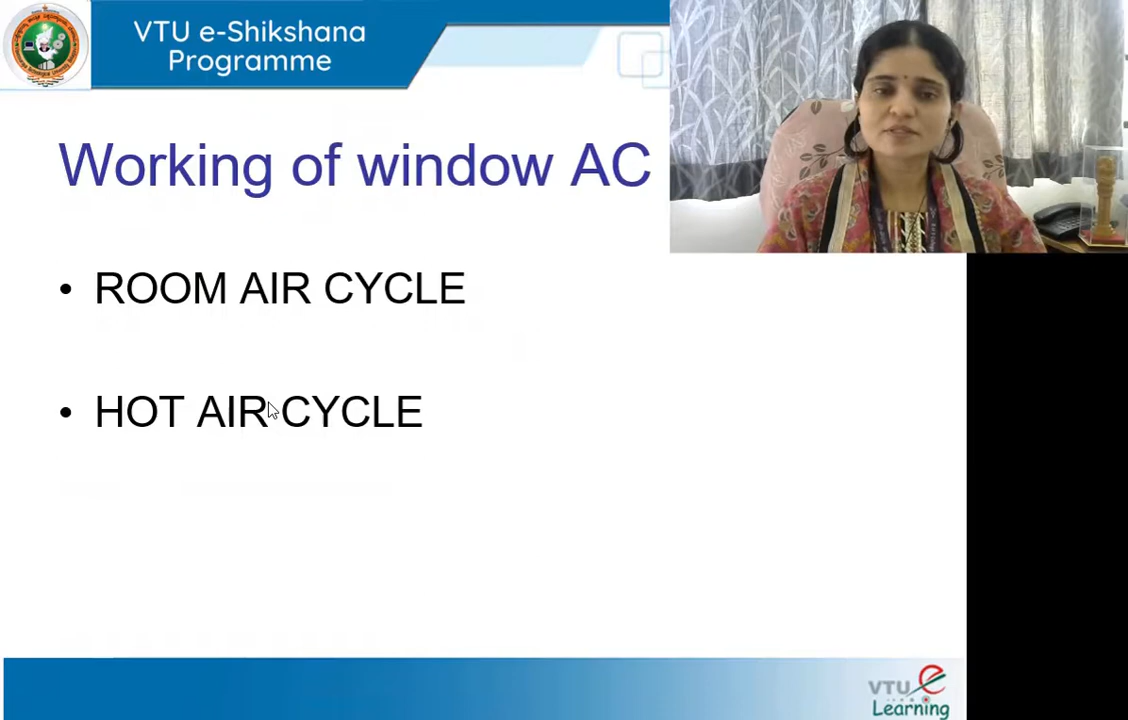 VTU e-Shikshana
Programme
Working of window AC
• ROOM AIR CYCLE
• HOT AIR CYCLE
VTU e
Learning